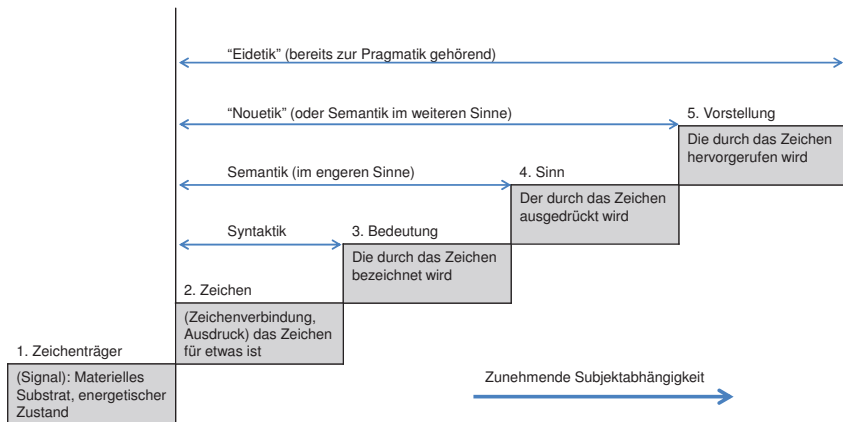 “Eidetik” (bereits zur Pragmatik gehörend)
“Nouetik” (oder Semantik im weiteren Sinne)
5. Vorstellung
Die durch das Zeichen
hervorgerufen wird
Semantik (im engeren Sinne)
4. Sinn
Der durch das Zeichen
ausgedrückt wird
Syntaktik
3. Bedeutung
Die durch das Zeichen
bezeichnet wird
2. Zeichen
(Zeichenverbindung,
Ausdruck) das Zeichen
für etwas ist
1. Zeichenträger
(Signal): Materielles
Substrat, energetischer
Zustand
Zunehmende Subjektabhängigkeit